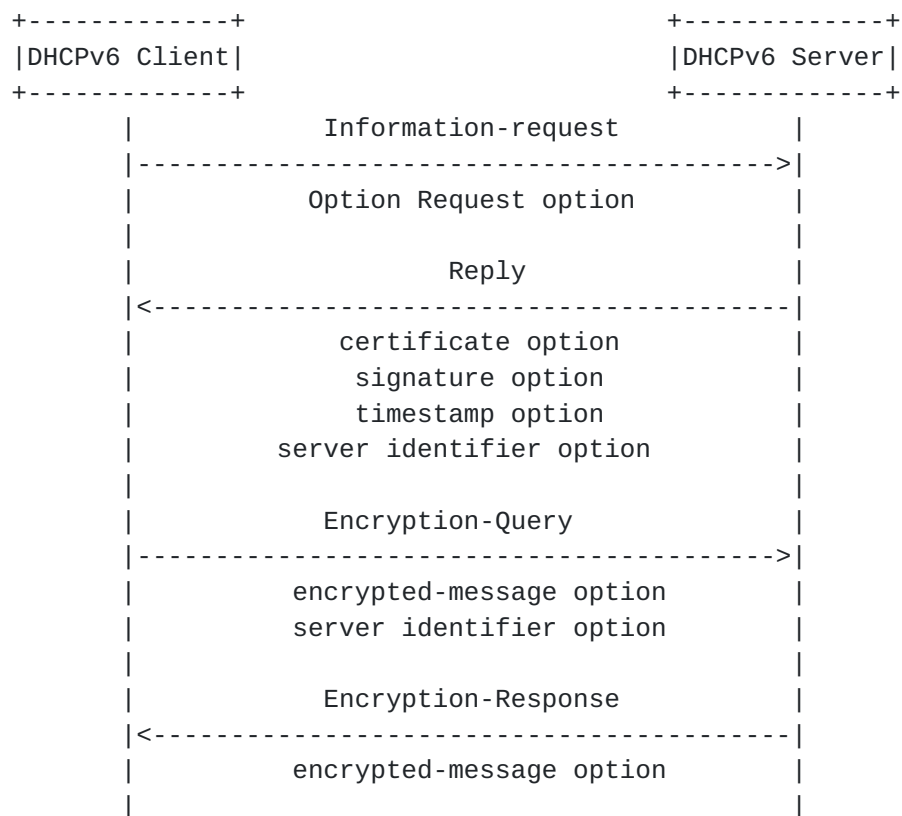 +-------------+                           +-------------+
|DHCPv6 Client|                           |DHCPv6 Server|
+-------------+                           +-------------+
       |            Information-request           |
       |----------------------------------------->|
       |           Option Request option          |
       |                                          |
       |                    Reply                 |
       |<-----------------------------------------|
       |             certificate option           |
       |              signature option            |
       |              timestamp option            |
       |         server identifier option         |
       |                                          |
       |            Encryption-Query              |
       |----------------------------------------->|
       |          encrypted-message option        |
       |          server identifier option        |
       |                                          |
       |            Encryption-Response           |
       |<-----------------------------------------|
       |          encrypted-message option        |
       |                                          |